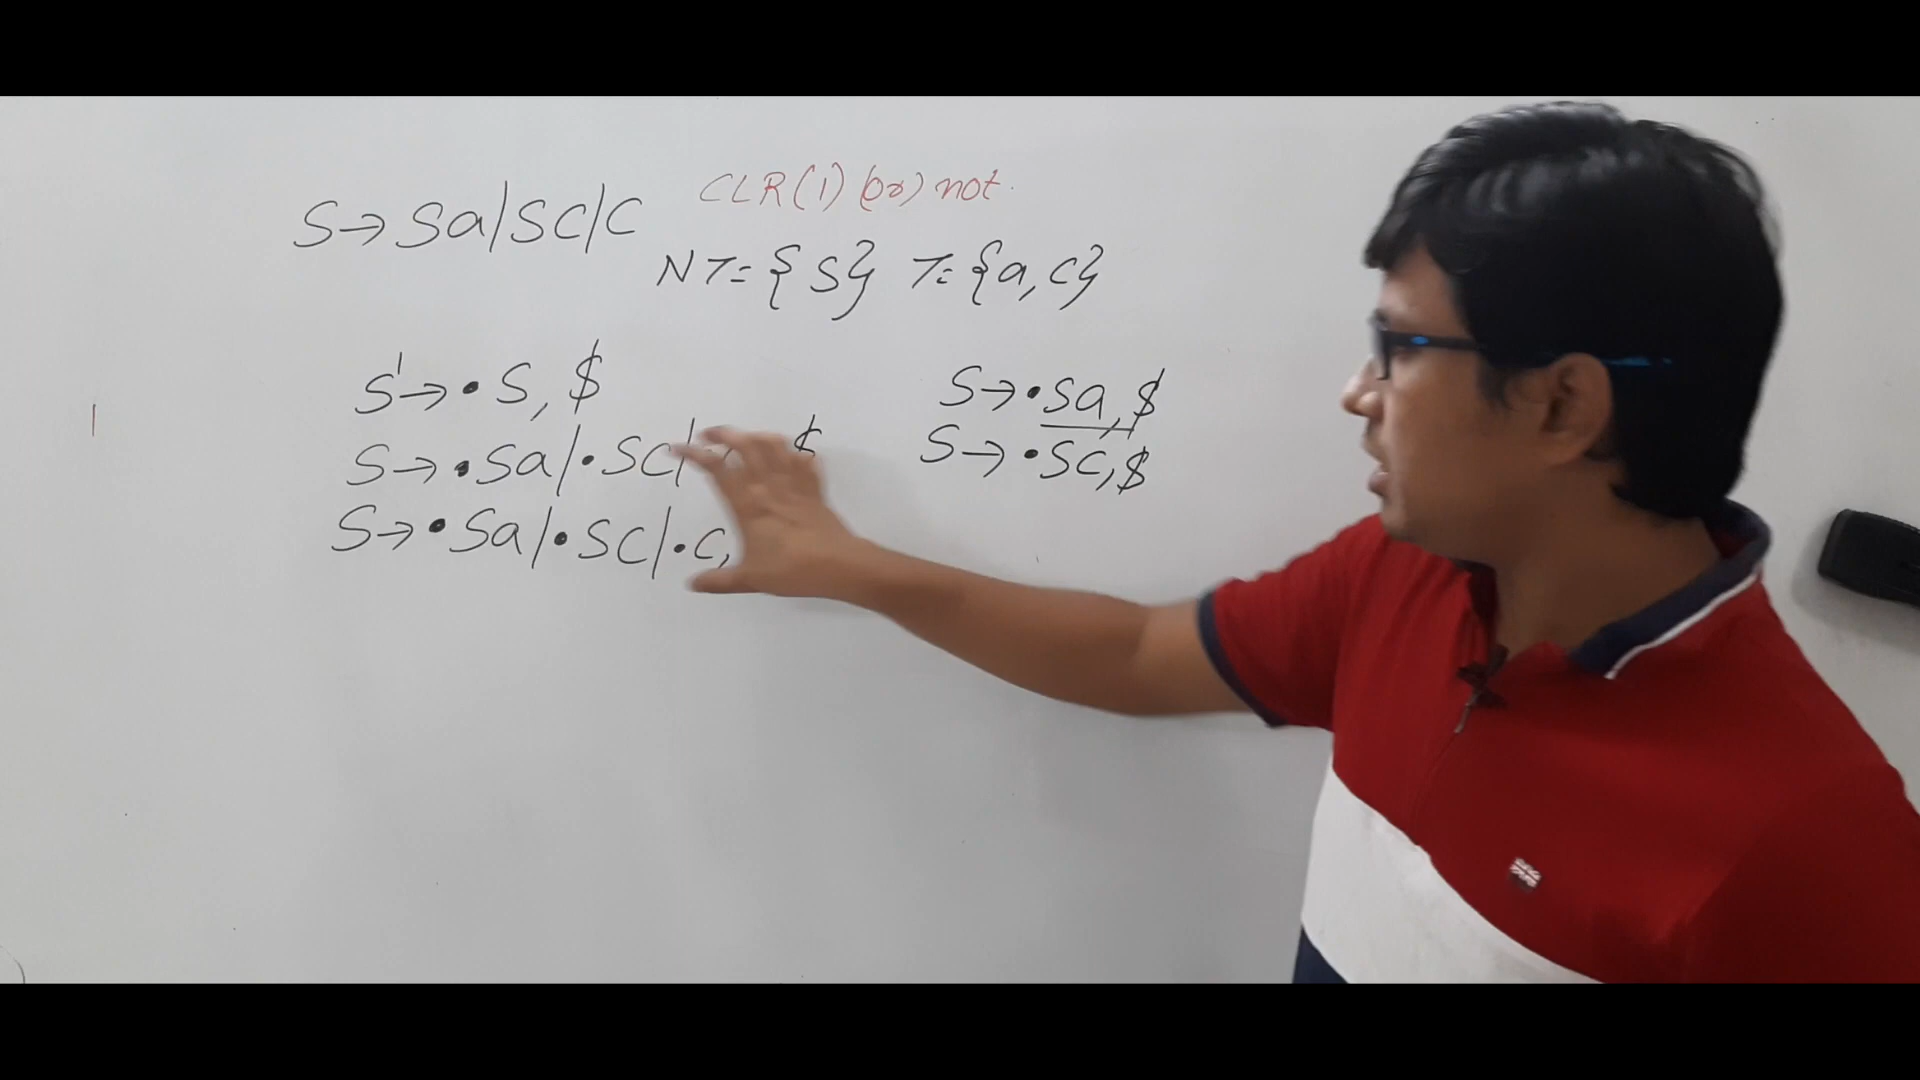 CLR(1) (or) not.
S→Sa|Sc|c
NT={S} T={a,c}
S'→.S,$
S→.Sa|.Sc| $
S→.Sa|.Sc|.c,
S→.Sa,$
S→.Sc,$